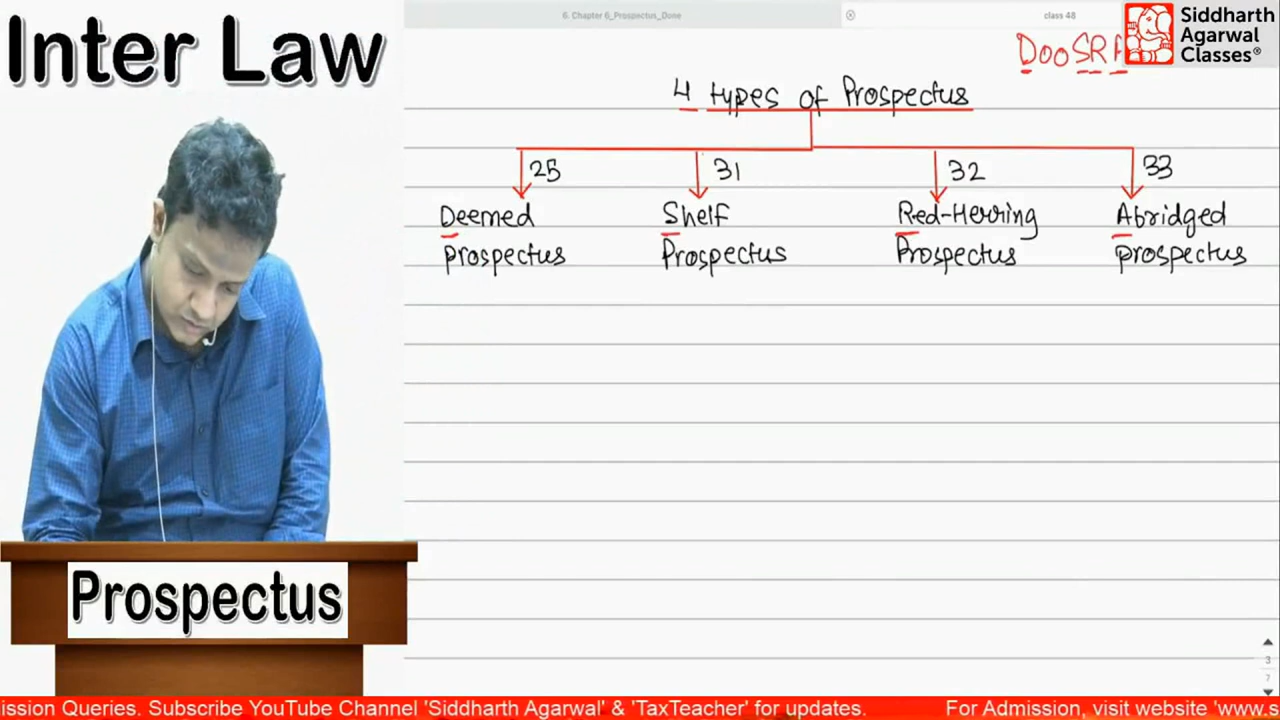 Inter Law
6. Chapter 6_Prospectus_Done
class 48
Siddharth
Agarwal
Classes®
4 types of Prospectus
25
31
32
33
Deemed
prospectus
Shelf
Prospectus
Red-Herring
Prospectus
Abridged
prospectus
Prospectus
3
7
ission Queries. Subscribe YouTube Channel 'Siddharth Agarwal' & 'TaxTeacher' for updates.
For Admission, visit website 'www.s